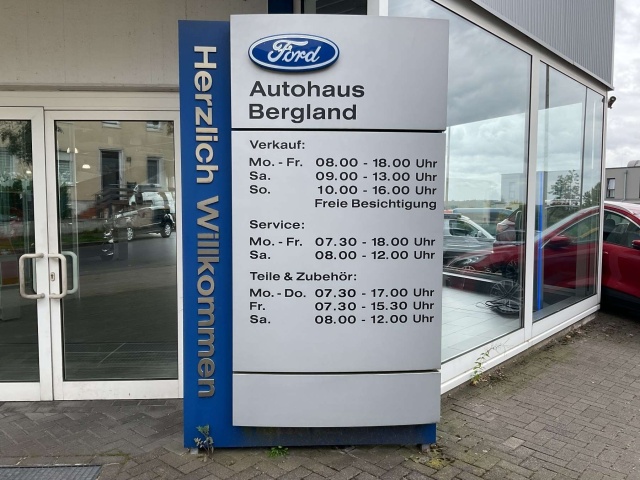 Herzlich Willkommen
Ford
Autohaus
Bergland
Verkauf:
Mo. - Fr. 08.00 - 18.00 Uhr
Sa. 09.00 - 13.00 Uhr
So. 10.00 - 16.00 Uhr
Freie Besichtigung
Service:
Mo. - Fr. 07.30 - 18.00 Uhr
Sa. 08.00 - 12.00 Uhr
Teile & Zubehör:
Mo. - Do. 07.30 - 17.00 Uhr
Fr. 07.30 - 15.30 Uhr
Sa. 08.00 - 12.00 Uhr